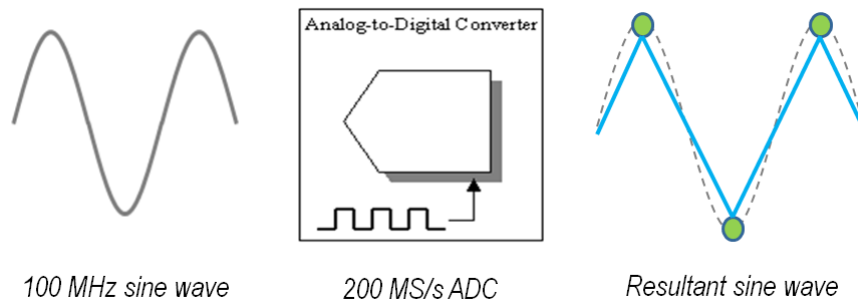 Analog-to-Digital Converter
100 MHz sine wave
200 MS/s ADC
Resultant sine wave